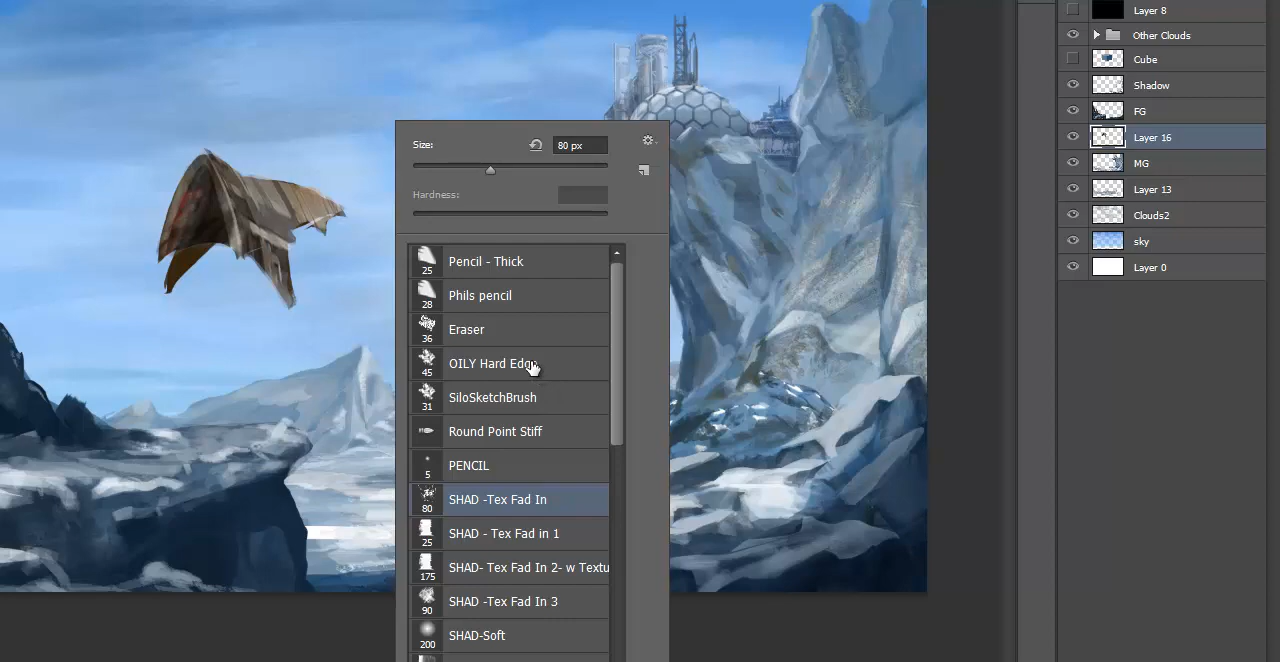 Size:
80 px
Hardness:
25
Pencil - Thick
28
Phils pencil
36
Eraser
45
OILY Hard Edge
31
SiloSketchBrush
Round Point Stiff
5
PENCIL
80
SHAD -Tex Fad In
25
SHAD - Tex Fad in 1
175
SHAD- Tex Fad In 2- w Textu
90
SHAD -Tex Fad In 3
200
SHAD-Soft
Layer 8
Other Clouds
Cube
Shadow
FG
Layer 16
MG
Layer 13
Clouds2
sky
Layer 0